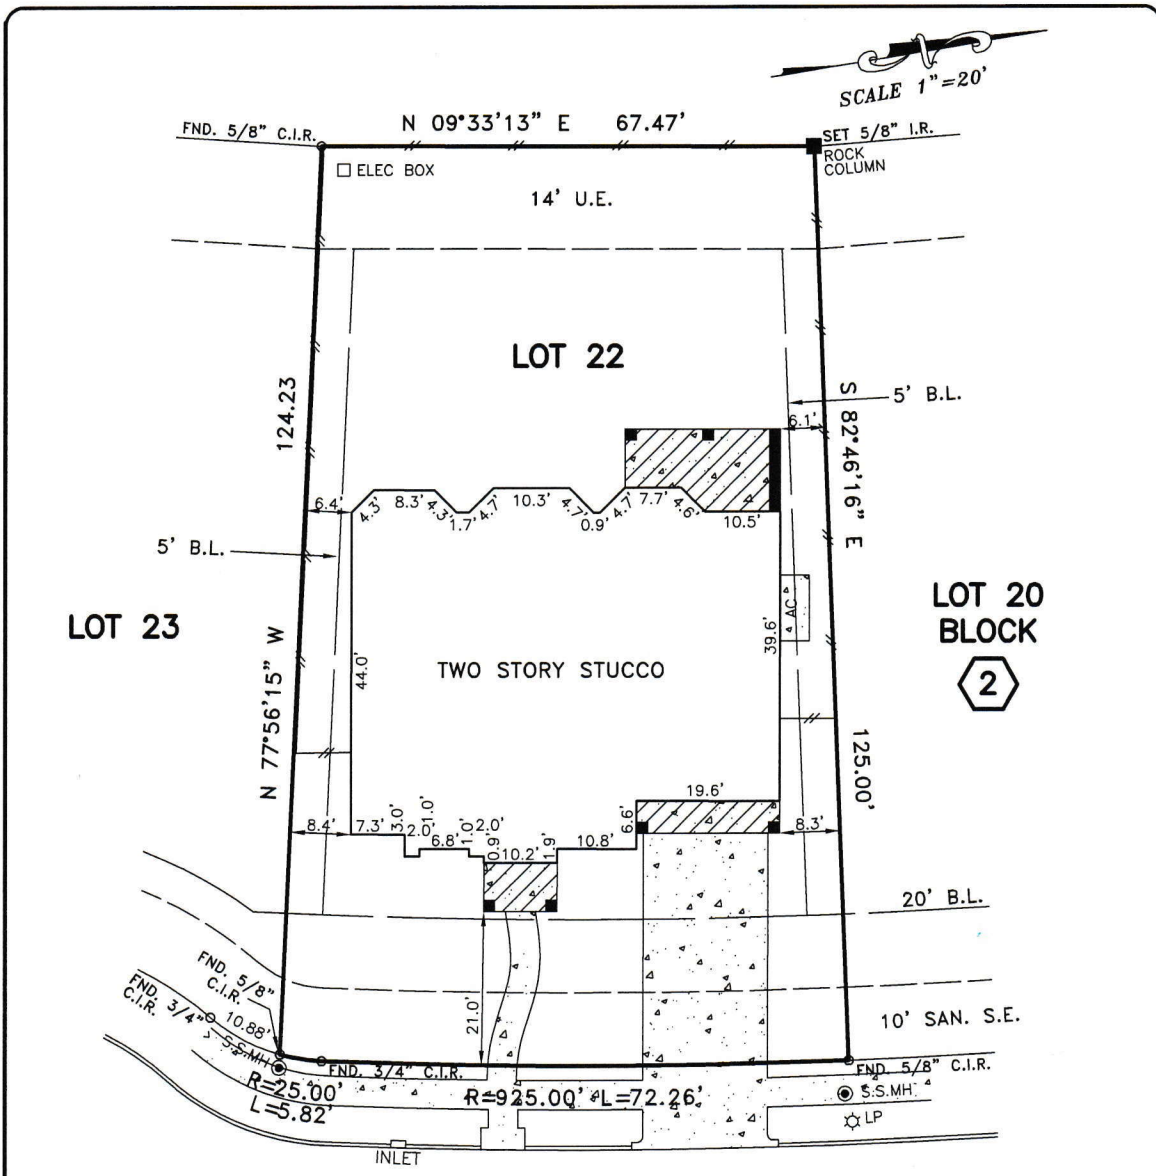 SCALE 1"=20'
FND. 5/8" C.I.R.
N 09°33'13" E 67.47'
SET 5/8" I.R.
ROCK
COLUMN
ELEC BOX
14' U.E.
LOT 22
124.23
S 82°46'16" E
5' B.L.
6.1'
6.4'
4.3'
8.3'
4.3'
1.7'
4.7'
10.3'
4.7'
0.9'
4.7'
7.7'
4.6'
10.5'
5' B.L.
LOT 23
AC
39.6'
LOT 20
BLOCK
2
44.0'
TWO STORY STUCCO
N 77°56'15" W
125.00'
19.6'
8.4'
7.3'
3.0'
2.0'
1.0'
6.8'
1.0'
2.0'
0.9'
10.2'
1.9'
10.8'
6.6'
8.3'
20' B.L.
FND. 5/8"
C.I.R.
FND. 3/4"
C.I.R.
10.88'
S.S.MH
21.0'
10' SAN. S.E.
FND. 3/4" C.I.R.
FND. 5/8" C.I.R.
R=25.00'
L=5.82'
R=925.00' L=72.26'
S.S.MH
LP
INLET